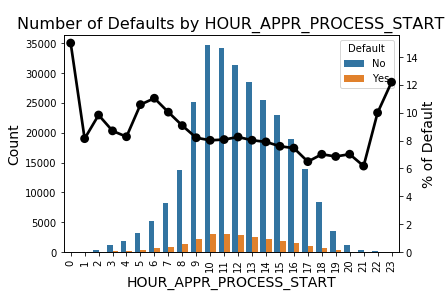 Number of Defaults by HOUR_APPR_PROCESS_START
Default
No
Yes
Count
35000
30000
25000
20000
15000
10000
5000
0
% of Default
14
12
10
8
6
4
2
0
0 1 2 3 4 5 6 7 8 9 10 11 12 13 14 15 16 17 18 19 20 21 22 23
HOUR_APPR_PROCESS_START